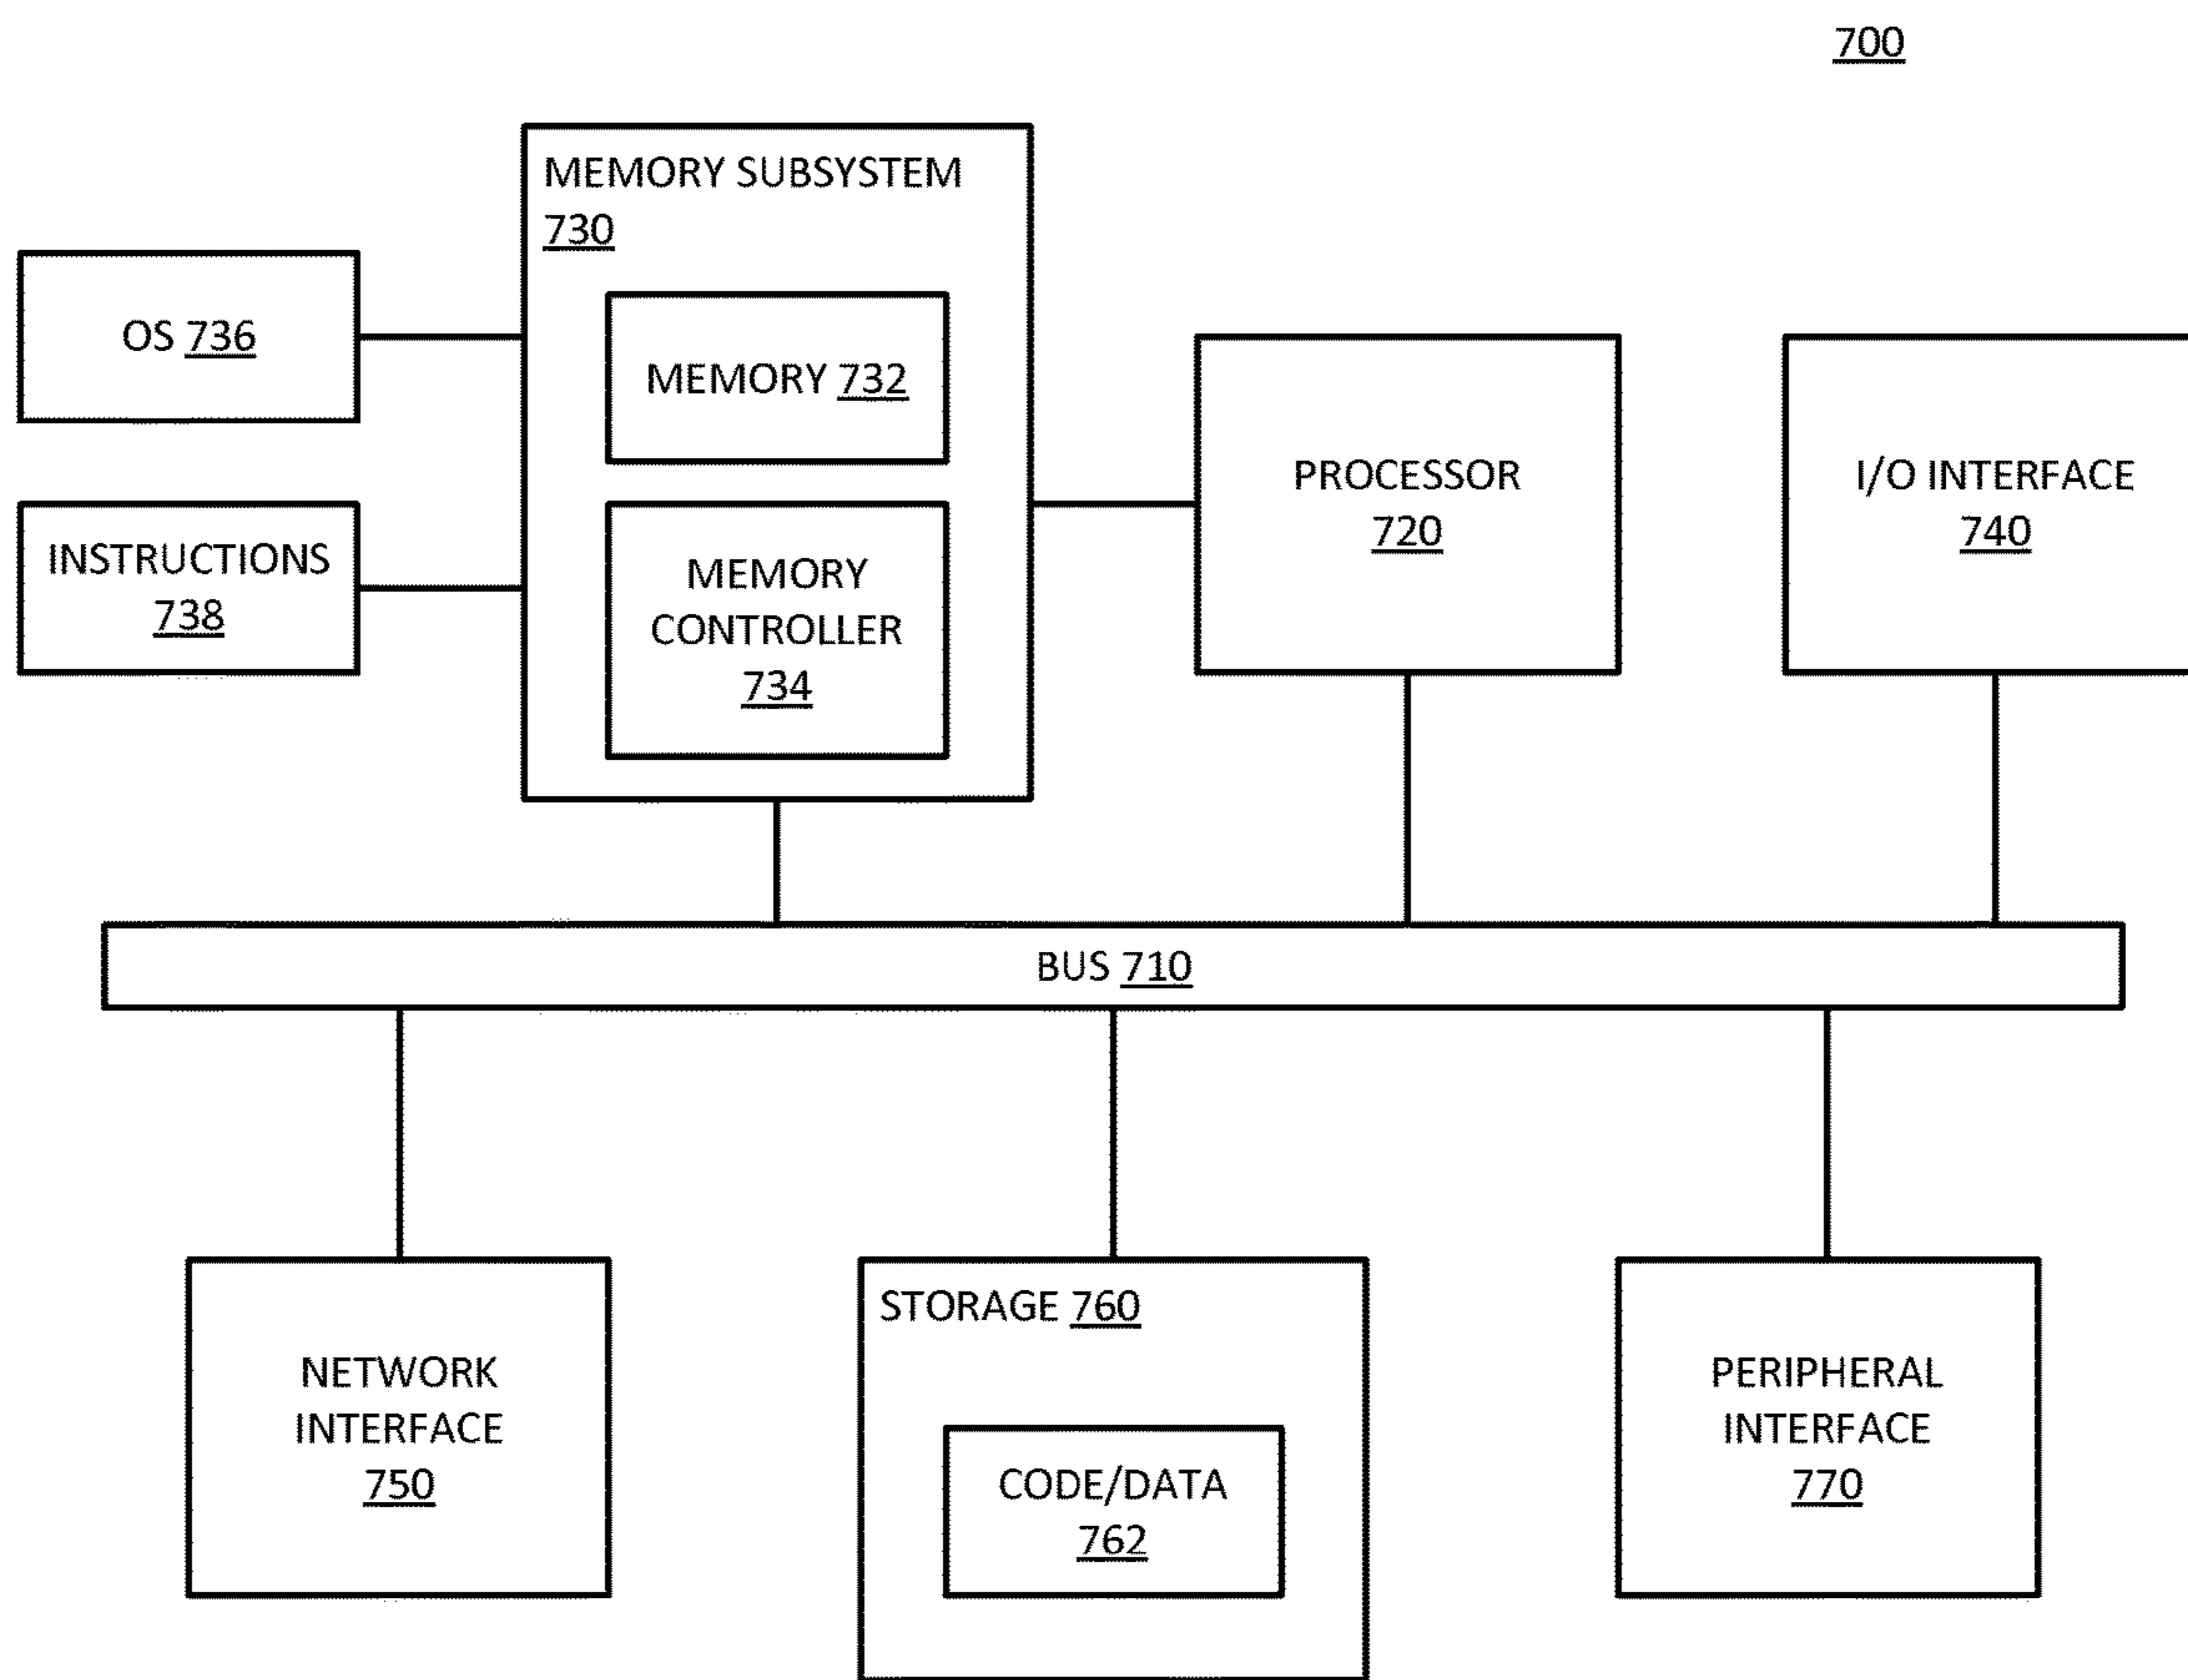 700
MEMORY SUBSYSTEM
730
OS 736
MEMORY 732
PROCESSOR
720
I/O INTERFACE
740
INSTRUCTIONS
738
MEMORY
CONTROLLER
734
BUS 710
NETWORK
INTERFACE
750
STORAGE 760
CODE/DATA
762
PERIPHERAL
INTERFACE
770